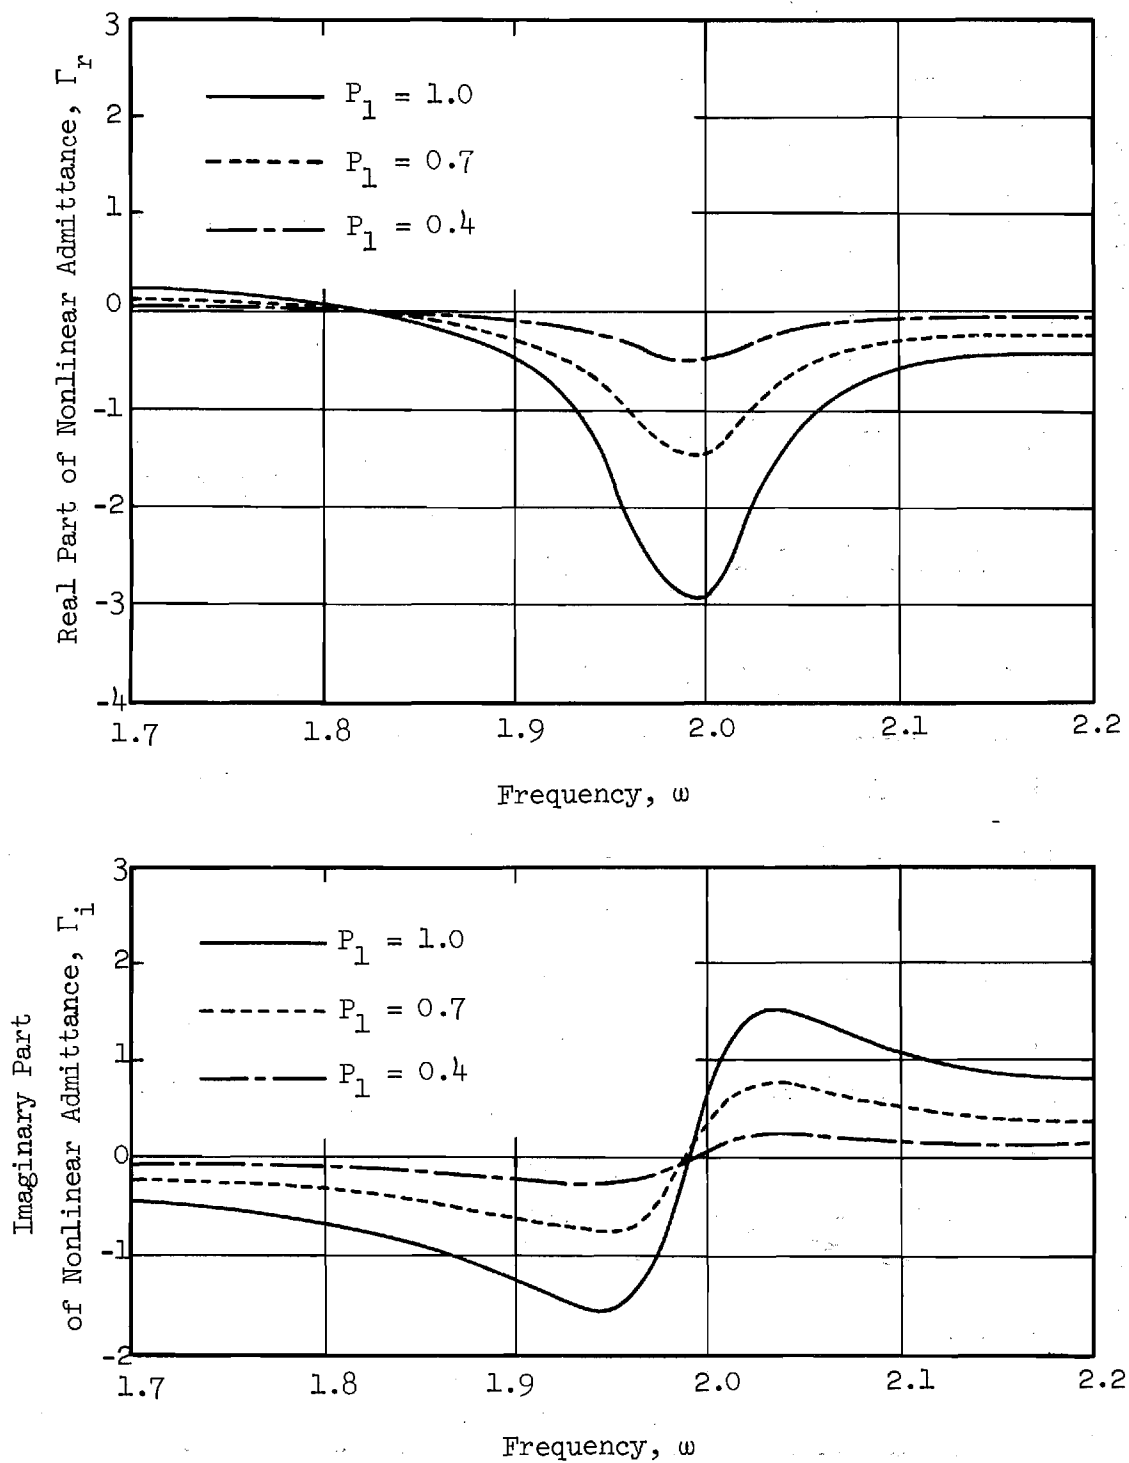 3
2
1
0
-1
-2
-3
-4
Real Part of Nonlinear Admittance, Γr
P1 = 1.0
P1 = 0.7
P1 = 0.4
1.7 1.8 1.9 2.0 2.1 2.2
Frequency, ω
3
2
1
0
-1
-2
Imaginary Part
of Nonlinear Admittance, Γi
P1 = 1.0
P1 = 0.7
P1 = 0.4
1.7 1.8 1.9 2.0 2.1 2.2
Frequency, ω